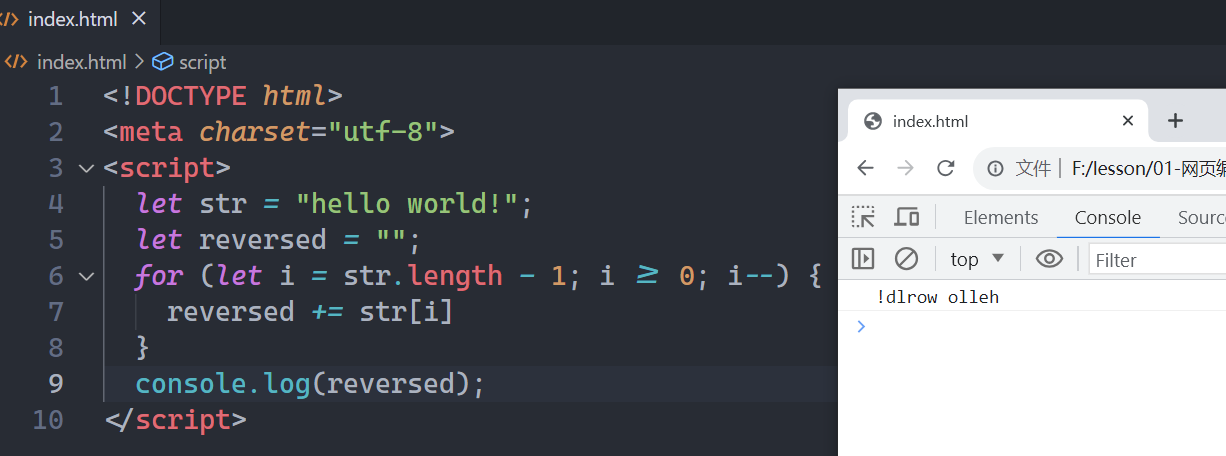 index.html
index.html > script
1 <!DOCTYPE html>
2 <meta charset="utf-8">
3 <script>
4 let str = "hello world!";
5 let reversed = "";
6 for (let i = str.length - 1; i >= 0; i--) {
7 reversed += str[i]
8 }
9 console.log(reversed);
10 </script>
index.html
文件 | F:/lesson/01-网页编
Elements Console Sourc
top Filter
!dlrow olleh